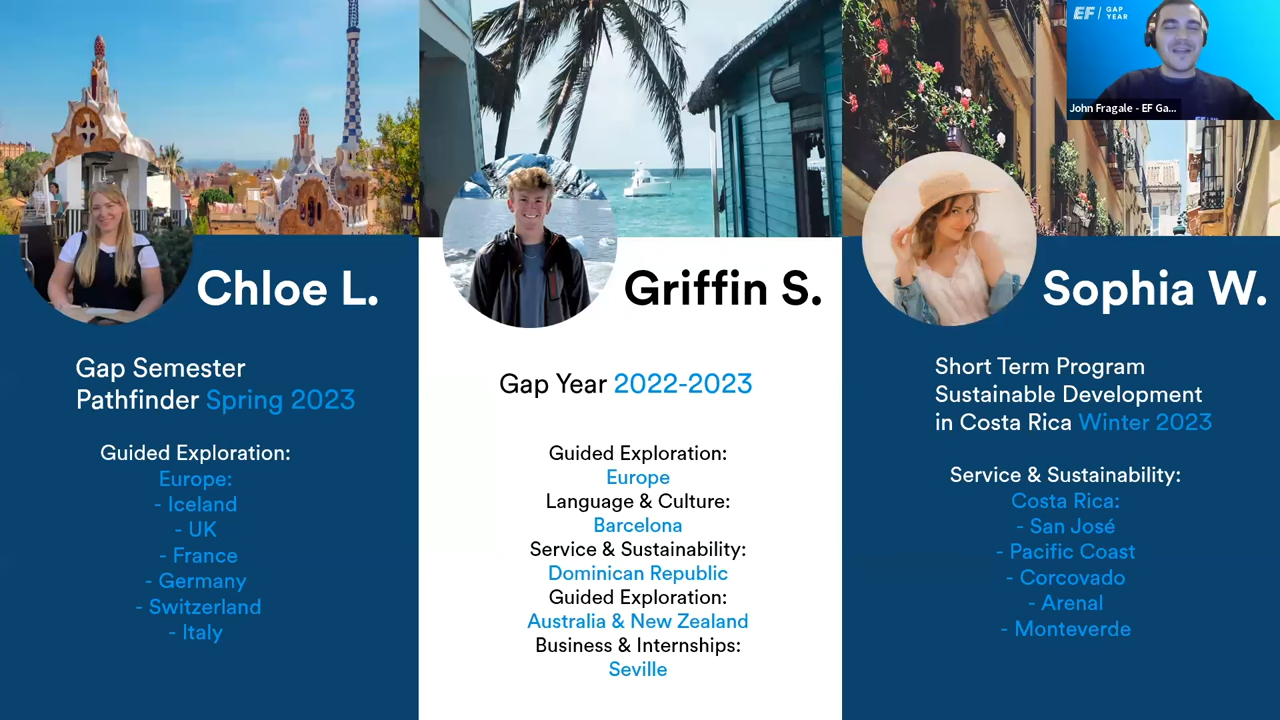 EF | GAP YEAR
John Fragale - EF Ga...
Chloe L.
Gap Semester
Pathfinder Spring 2023
Guided Exploration:
Europe:
- Iceland
- UK
- France
- Germany
- Switzerland
- Italy
Griffin S.
Gap Year 2022-2023
Guided Exploration:
Europe
Language & Culture:
Barcelona
Service & Sustainability:
Dominican Republic
Guided Exploration:
Australia & New Zealand
Business & Internships:
Seville
Sophia W.
Short Term Program
Sustainable Development
in Costa Rica Winter 2023
Service & Sustainability:
Costa Rica:
- San José
- Pacific Coast
- Corcovado
- Arenal
- Monteverde